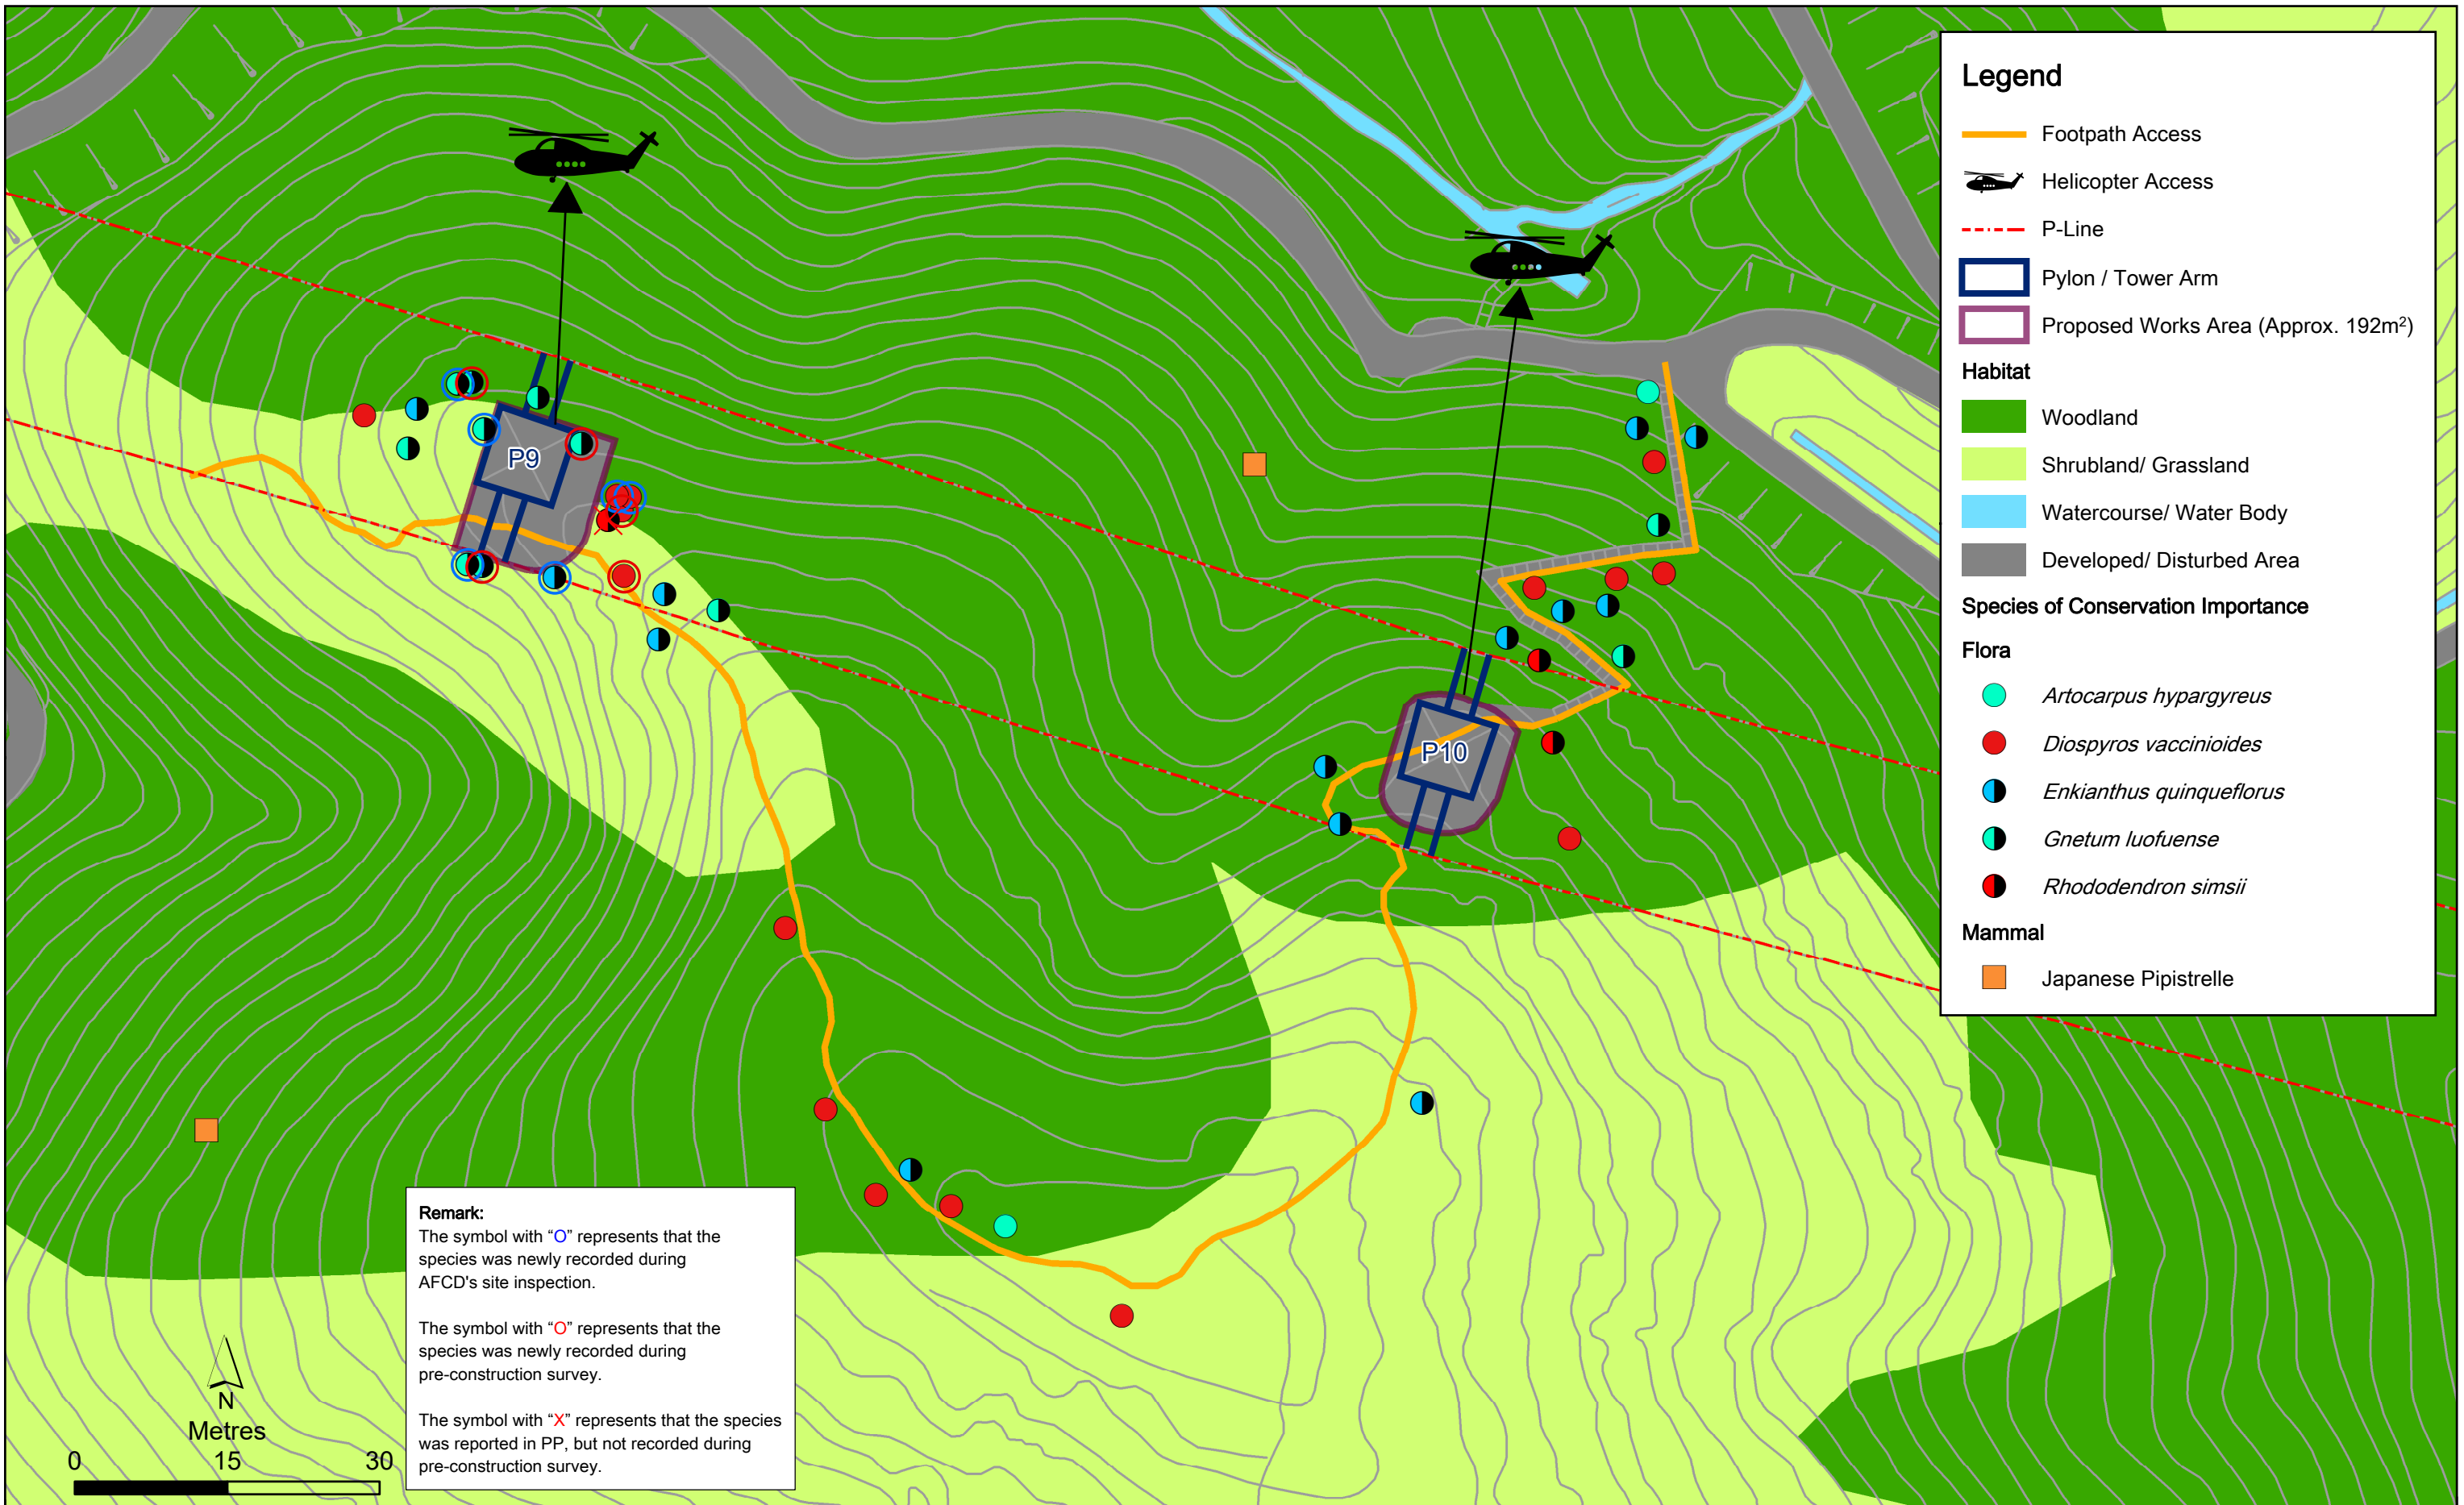 P9
P10
Legend
Footpath Access
Helicopter Access
P-Line
Pylon / Tower Arm
Proposed Works Area (Approx. 192m²)
Habitat
Woodland
Shrubland/ Grassland
Watercourse/ Water Body
Developed/ Disturbed Area
Species of Conservation Importance
Flora
Artocarpus hypargyreus
Diospyros vaccinioides
Enkianthus quinqueflorus
Gnetum luofuense
Rhododendron simsii
Mammal
Japanese Pipistrelle
Remark:
The symbol with “O” represents that the
species was newly recorded during
AFCD's site inspection.
The symbol with “O” represents that the
species was newly recorded during
pre-construction survey.
The symbol with “X” represents that the species
was reported in PP, but not recorded during
pre-construction survey.
N
Metres
0 15 30